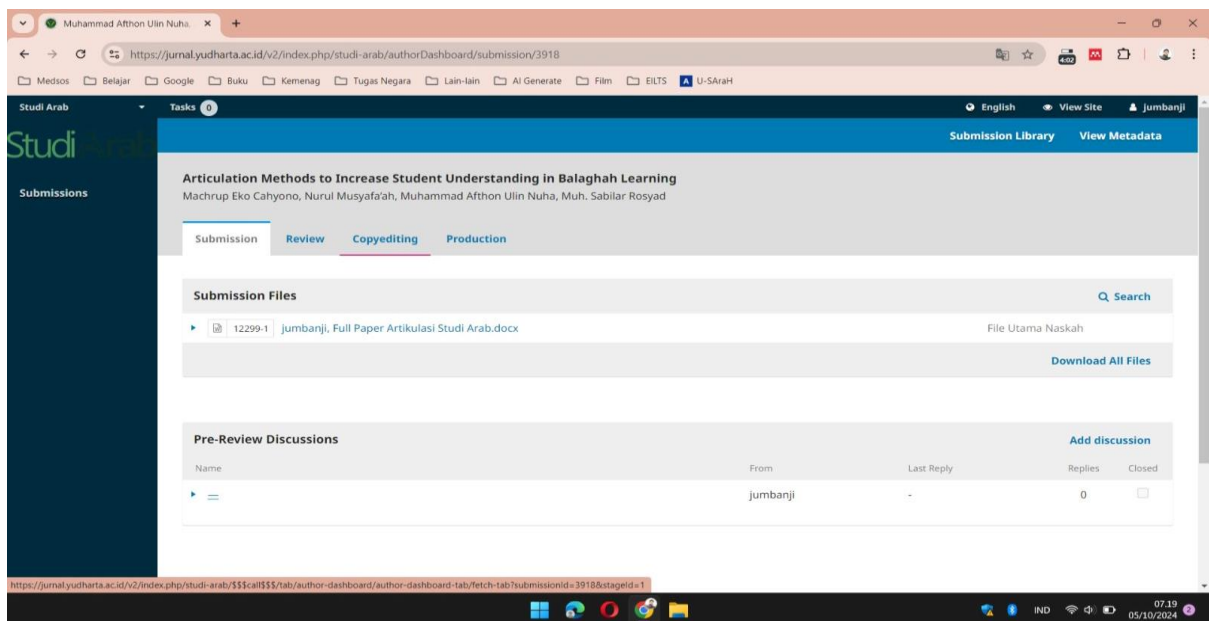 Muhammad Afthon Ulin Nuha,
https://jurnal.yudharta.ac.id/v2/index.php/studi-arab/authorDashboard/submission/3918
4:02
Medsos Belajar Google Buku Kemenag Tugas Negara Lain-lain AI Generate Film EILTS A U-SAraH
Studi Arab Tasks 0 English View Site jumbanji
Studi Arab
Submission Library View Metadata
Submissions
Articulation Methods to Increase Student Understanding in Balaghah Learning
Machrup Eko Cahyono, Nurul Musyafa'ah, Muhammad Afthon Ulin Nuha, Muh. Sabilar Rosyad
Submission Review Copyediting Production
Submission Files Search
12299-1 jumbanji, Full Paper Artikulasi Studi Arab.docx File Utama Naskah
Download All Files
Pre-Review Discussions Add discussion
Name From Last Reply Replies Closed
— jumbanji - 0
https://jurnal.yudharta.ac.id/v2/index.php/studi-arab/$$$call$$$/tab/author-dashboard/author-dashboard-tab/fetch-tab?submissionId=3918&stageId=1
IND 07.19
05/10/2024 2